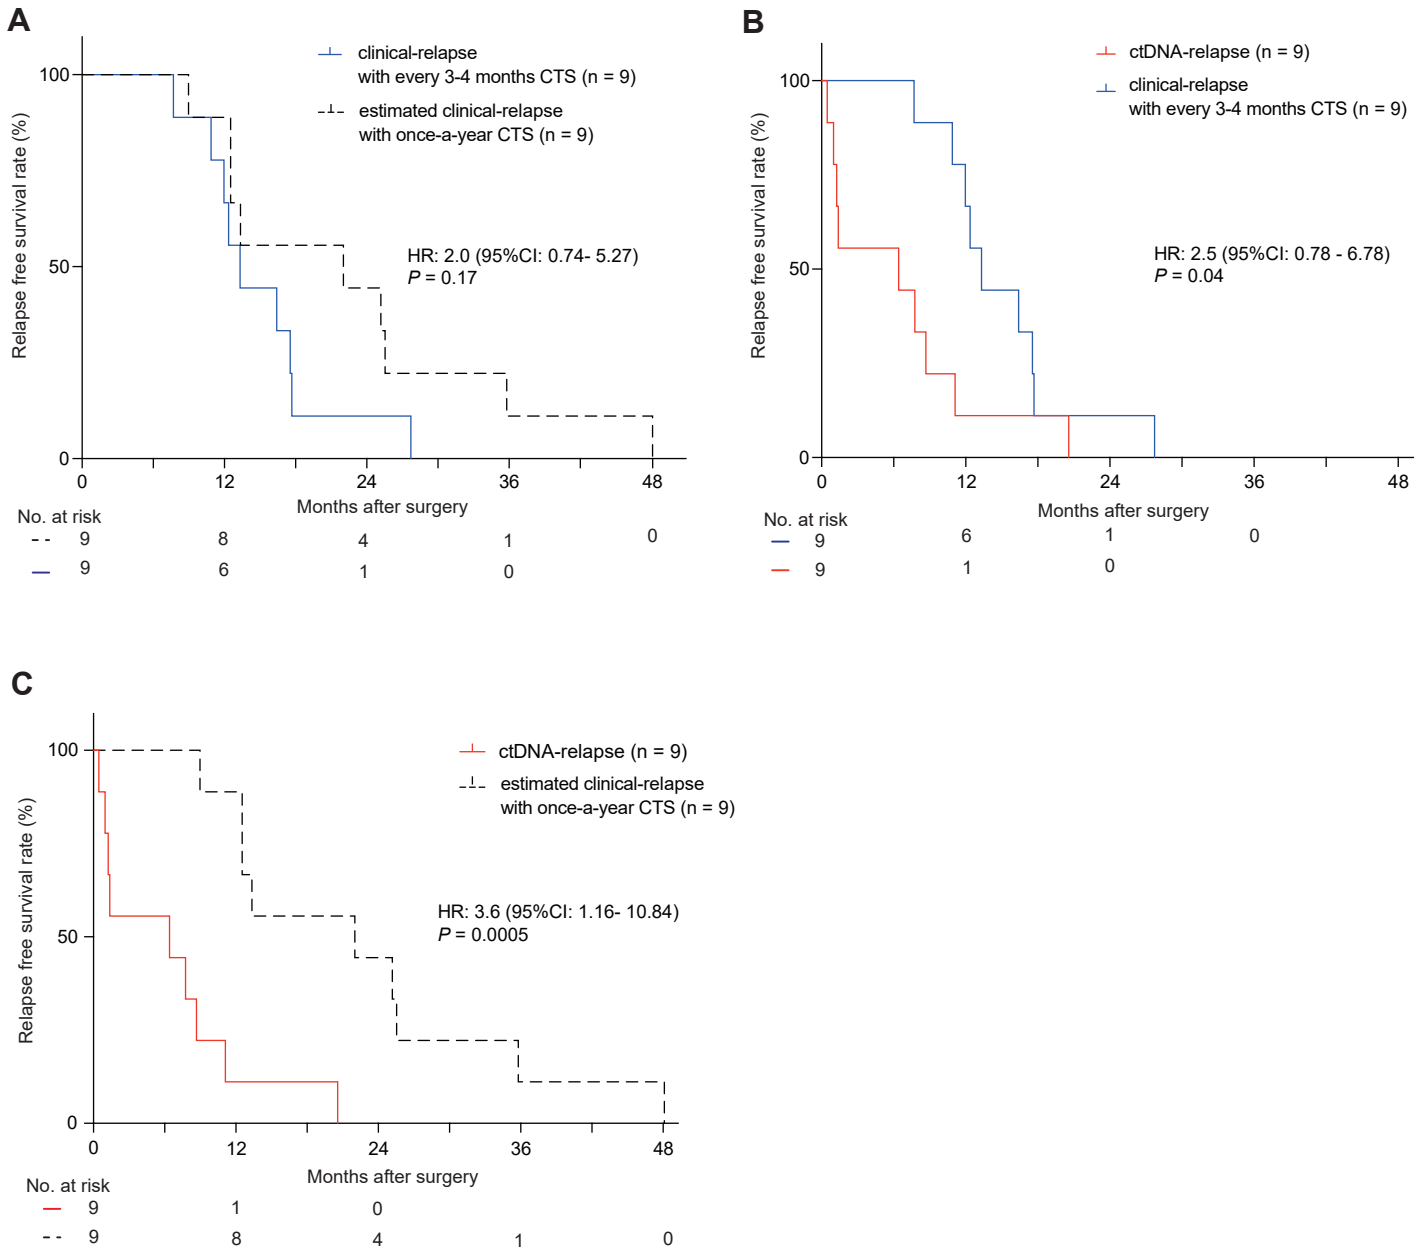 A
clinical-relapse
with every 3-4 months CTS (n = 9)
estimated clinical-relapse
with once-a-year CTS (n = 9)
Relapse free survival rate (%)
100
50
0
HR: 2.0 (95%CI: 0.74- 5.27)
P = 0.17
0 12 24 36 48
Months after surgery
No. at risk
9 8 4 1 0
9 6 1 0
B
ctDNA-relapse (n = 9)
clinical-relapse
with every 3-4 months CTS (n = 9)
Relapse free survival rate (%)
100
50
0
HR: 2.5 (95%CI: 0.78 - 6.78)
P = 0.04
0 12 24 36 48
Months after surgery
No. at risk
9 6 1 0
9 1 0
C
ctDNA-relapse (n = 9)
estimated clinical-relapse
with once-a-year CTS (n = 9)
Relapse free survival rate (%)
100
50
0
HR: 3.6 (95%CI: 1.16- 10.84)
P = 0.0005
0 12 24 36 48
Months after surgery
No. at risk
9 1 0
9 8 4 1 0